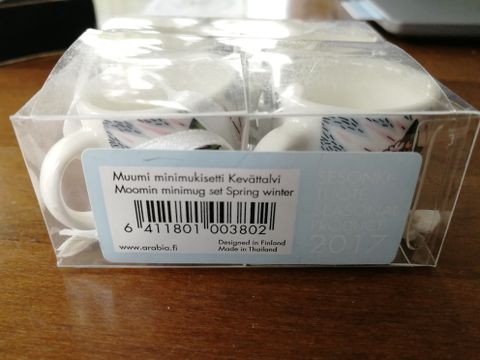 Muumi minimukisetti Kevättalvi
Moomin minimug set Spring winter
6 411801 003802
www.arabia.fi
Designed in Finland
Made in Thailand
SESONKI-
SEASONAL
PRODUCT
2017